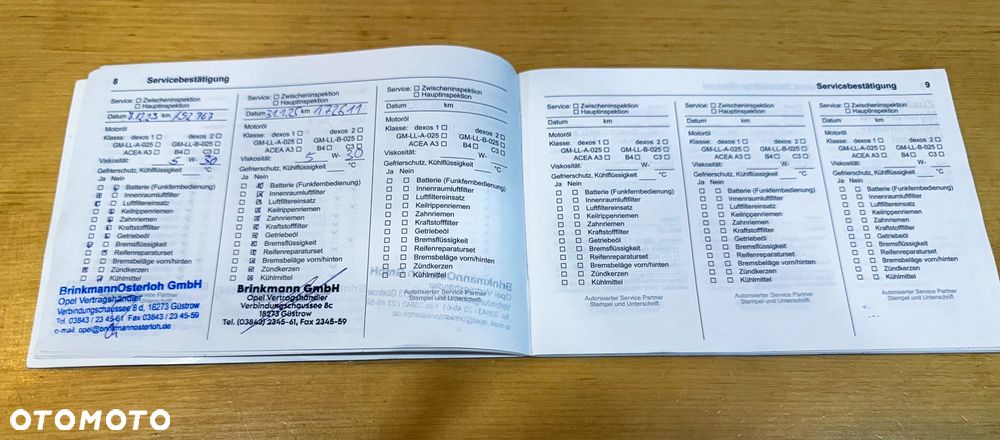 8 Servicebestätigung
Service: ☐ Zwischeninspektion
☐ Hauptinspektion
Datum 8.12.23 km 152 767
Motoröl
Klasse: dexos 1 ☐ dexos 2 ☐
GM-LL-A-025 ☐ GM-LL-B-025 ☐
ACEA A3 ☐ B4 ☐ C3 ☐
Viskosität: 5 W- 30
Gefrierschutz, Kühlflüssigkeit °C
Ja Nein
Batterie (Funkfernbedienung)
Innenraumluftfilter
Luftfiltereinsatz
Keilrippenriemen
Zahnriemen
Kraftstofffilter
Getriebeöl
Bremsflüssigkeit
Reifenreparaturset
Bremsbeläge vorn/hinten
Zündkerzen
Kühlmittel
BrinkmannOsterloh GmbH
Opel Vertragshändler
Verbindungschaussee 8 d, 18273 Güstrow
Tel. 03843 / 23 45-61 Fax 03843 / 23 45-59
e-mail. opel@brinkmannosterloh.de
Service: ☐ Zwischeninspektion
☐ Hauptinspektion
Datum km 172611
Motoröl
Klasse: dexos 1 ☐ dexos 2 ☐
GM-LL-A-025 ☐ GM-LL-B-025 ☐
ACEA A3 ☐ B4 ☐ C3 ☐
Viskosität: 5 W- 30
Gefrierschutz, Kühlflüssigkeit °C
Ja Nein
Batterie (Funkfernbedienung)
Innenraumluftfilter
Luftfiltereinsatz
Keilrippenriemen
Zahnriemen
Kraftstofffilter
Getriebeöl
Bremsflüssigkeit
Reifenreparaturset
Bremsbeläge vorn/hinten
Zündkerzen
Kühlmittel
Brinkmann GmbH
Opel Vertragshändler
Verbindungschaussee 8c
18273 Güstrow
Tel. (03843) 2345-61, Fax 2345-59
Service: ☐ Zwischeninspektion
☐ Hauptinspektion
Datum km
Motoröl
Klasse: dexos 1 ☐ dexos 2 ☐
GM-LL-A-025 ☐ GM-LL-B-025 ☐
ACEA A3 ☐ B4 ☐ C3 ☐
Viskosität: W-
Gefrierschutz, Kühlflüssigkeit °C
Ja Nein
☐ ☐ Batterie (Funkfernbedienung)
☐ ☐ Innenraumluftfilter
☐ ☐ Luftfiltereinsatz
☐ ☐ Keilrippenriemen
☐ ☐ Zahnriemen
☐ ☐ Kraftstofffilter
☐ ☐ Getriebeöl
☐ ☐ Bremsflüssigkeit
☐ ☐ Reifenreparaturset
☐ ☐ Bremsbeläge vorn/hinten
☐ ☐ Zündkerzen
☐ ☐ Kühlmittel
Autorisierter Service Partner
Stempel und Unterschrift
Servicebestätigung 9
Service: ☐ Zwischeninspektion
☐ Hauptinspektion
Datum km
Motoröl
Klasse: dexos 1 ☐ dexos 2 ☐
GM-LL-A-025 ☐ GM-LL-B-025 ☐
ACEA A3 ☐ B4 ☐ C3 ☐
Viskosität: W-
Gefrierschutz, Kühlflüssigkeit °C
Ja Nein
☐ ☐ Batterie (Funkfernbedienung)
☐ ☐ Innenraumluftfilter
☐ ☐ Luftfiltereinsatz
☐ ☐ Keilrippenriemen
☐ ☐ Zahnriemen
☐ ☐ Kraftstofffilter
☐ ☐ Getriebeöl
☐ ☐ Bremsflüssigkeit
☐ ☐ Reifenreparaturset
☐ ☐ Bremsbeläge vorn/hinten
☐ ☐ Zündkerzen
☐ ☐ Kühlmittel
Autorisierter Service Partner
Stempel und Unterschrift
Service: ☐ Zwischeninspektion
☐ Hauptinspektion
Datum km
Motoröl
Klasse: dexos 1 ☐ dexos 2 ☐
GM-LL-A-025 ☐ GM-LL-B-025 ☐
ACEA A3 ☐ B4 ☐ C3 ☐
Viskosität: W-
Gefrierschutz, Kühlflüssigkeit °C
Ja Nein
☐ ☐ Batterie (Funkfernbedienung)
☐ ☐ Innenraumluftfilter
☐ ☐ Luftfiltereinsatz
☐ ☐ Keilrippenriemen
☐ ☐ Zahnriemen
☐ ☐ Kraftstofffilter
☐ ☐ Getriebeöl
☐ ☐ Bremsflüssigkeit
☐ ☐ Reifenreparaturset
☐ ☐ Bremsbeläge vorn/hinten
☐ ☐ Zündkerzen
☐ ☐ Kühlmittel
Autorisierter Service Partner
Stempel und Unterschrift
Service: ☐ Zwischeninspektion
☐ Hauptinspektion
Datum km
Motoröl
Klasse: dexos 1 ☐ dexos 2 ☐
GM-LL-A-025 ☐ GM-LL-B-025 ☐
ACEA A3 ☐ B4 ☐ C3 ☐
Viskosität: W-
Gefrierschutz, Kühlflüssigkeit °C
Ja Nein
☐ ☐ Batterie (Funkfernbedienung)
☐ ☐ Innenraumluftfilter
☐ ☐ Luftfiltereinsatz
☐ ☐ Keilrippenriemen
☐ ☐ Zahnriemen
☐ ☐ Kraftstofffilter
☐ ☐ Getriebeöl
☐ ☐ Bremsflüssigkeit
☐ ☐ Reifenreparaturset
☐ ☐ Bremsbeläge vorn/hinten
☐ ☐ Zündkerzen
☐ ☐ Kühlmittel
Autorisierter Service Partner
Stempel und Unterschrift
OTOMOTO